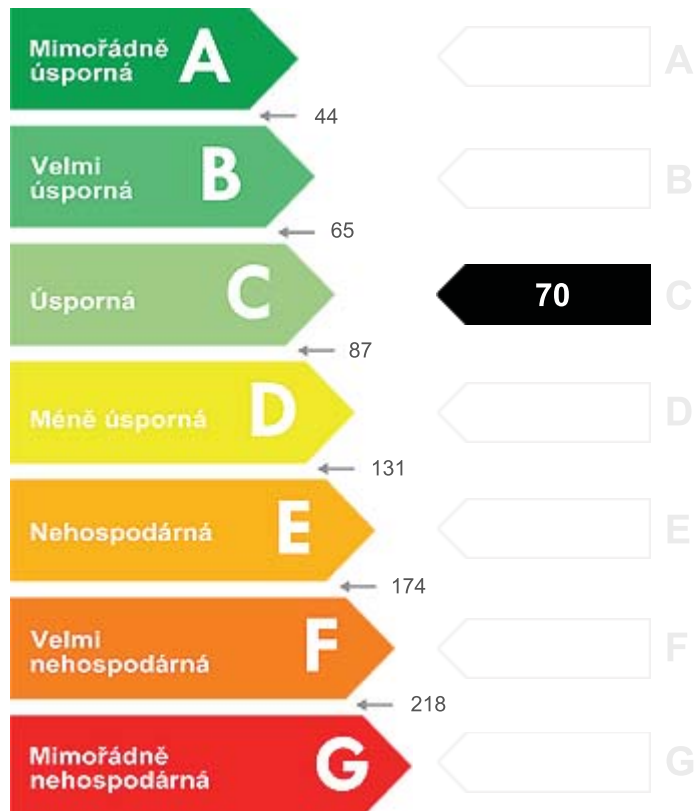 Mimořádně
úsporná
A
A
44
Velmi
úsporná
B
B
65
Úsporná
C
70
C
87
Méně úsporná
D
D
131
Nehospodárná
E
E
174
Velmi
nehospodárná
F
F
218
Mimořádně
nehospodárná
G
G